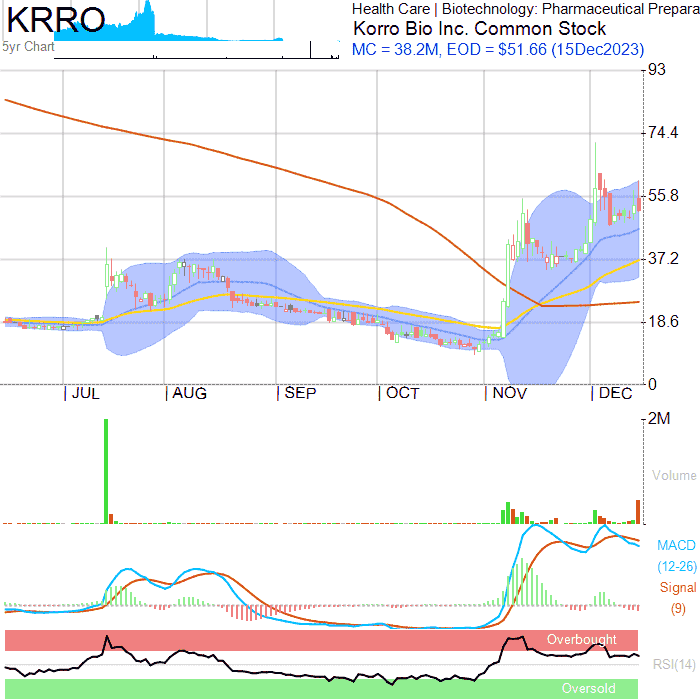 KRRO
5yr Chart
Health Care | Biotechnology: Pharmaceutical Prepara
Korro Bio Inc. Common Stock
MC = 38.2M, EOD = $51.66 (15Dec2023)
93
74.4
55.8
37.2
18.6
0
| JUL | AUG | SEP | OCT | NOV | DEC
2M
Volume
MACD
(12-26)
Signal
(9)
Overbought
RSI(14)
Oversold